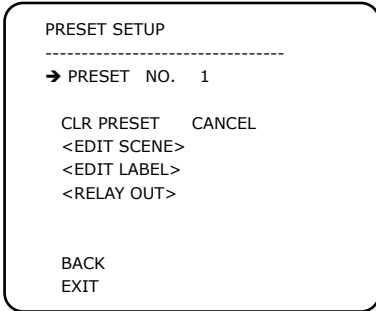 PRESET SETUP
---------------------------------
➔ PRESET NO. 1
CLR PRESET CANCEL
<EDIT SCENE>
<EDIT LABEL>
<RELAY OUT>
BACK
EXIT